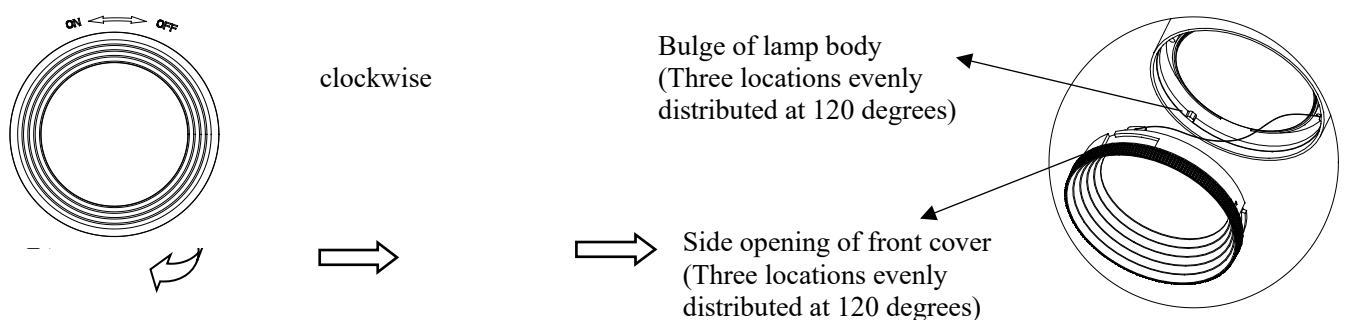 ON OFF
clockwise
Bulge of lamp body
(Three locations evenly
distributed at 120 degrees)
Side opening of front cover
(Three locations evenly
distributed at 120 degrees)